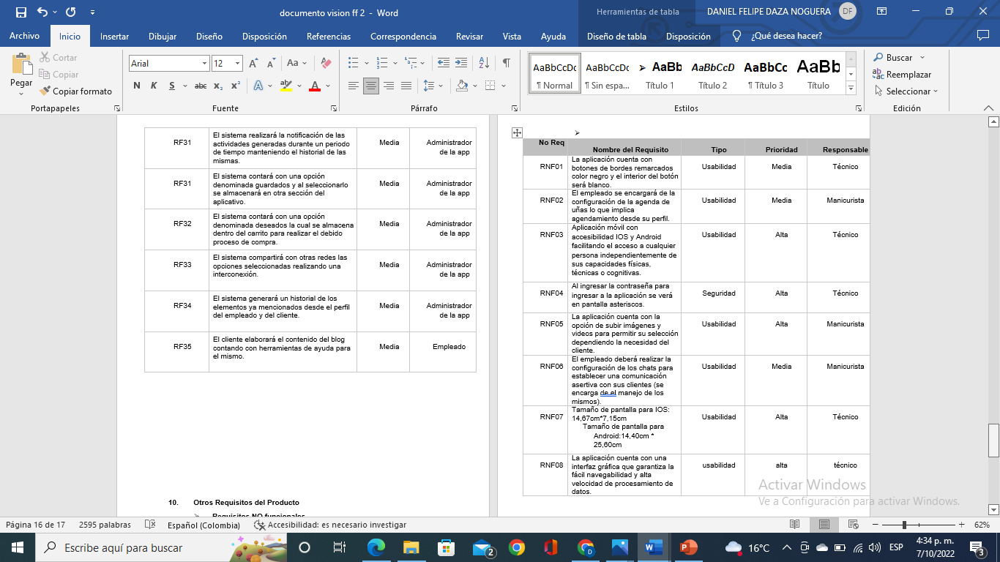 documento vision ff 2 - Word
Herramientas de tabla
DANIEL FELIPE DAZA NOGUERA
DF
Archivo
Inicio
Insertar
Dibujar
Diseño
Disposición
Referencias
Correspondencia
Revisar
Vista
Ayuda
Diseño de tabla
Disposición
¿Qué desea hacer?
Pegar
Cortar
Copiar
Copiar formato
Portapapeles
Arial
12
Aa
N K S abc x₂ x²
Fuente
Párrafo
AaBbCcDc
¶ Normal
AaBbCcDc
¶ Sin espa...
AaBb
Título 1
AaBbCcD
Título 2
AaBbCc
¶ Título 3
AaBb
Título
Estilos
Buscar
Reemplazar
Seleccionar
Edición
RF31
El sistema realizará la notificación de las
actividades generadas durante un periodo
de tiempo manteniendo el historial de las
mismas.
Media
Administrador
de la app
RF31
El sistema contará con una opción
denominada guardados y al seleccionarlo
se almacenará en otra sección del
aplicativo.
Media
Administrador
de la app
RF32
El sistema contará con una opción
denominada deseados la cual se almacena
dentro del carrito para realizar el debido
proceso de compra.
Media
Administrador
de la app
RF33
El sistema compartirá con otras redes las
opciones seleccionadas realizando una
interconexión.
Media
Administrador
de la app
RF34
El sistema generará un historial de los
elementos ya mencionados desde el perfil
del empleado y del cliente.
Media
Administrador
de la app
RF35
El cliente elaborará el contenido del blog
contando con herramientas de ayuda para
el mismo.
Media
Empleado
10. Otros Requisitos del Producto
➢ Requisitos NO funcionales
➢
No Req
Nombre del Requisito
Tipo
Prioridad
Responsable
RNF01
La aplicación cuenta con
botones de bordes remarcados
color negro y el interior del botón
será blanco.
Usabilidad
Media
Técnico
RNF02
El empleado se encargará de la
configuración de la agenda de
uñas lo que implica
agendamiento desde su perfil.
Usabilidad
Media
Manicurista
RNF03
Aplicación móvil con
accesibilidad IOS y Android
facilitando el acceso a cualquier
persona independientemente de
sus capacidades físicas,
técnicas o cognitivas.
Usabilidad
Alta
Técnico
RNF04
Al ingresar la contraseña para
ingresar a la aplicación se verá
en pantalla asteriscos.
Seguridad
Alta
Técnico
RNF05
La aplicación cuenta con la
opción de subir imágenes y
videos para permitir su selección
dependiendo la necesidad del
cliente.
Usabilidad
Alta
Manicurista
RNF06
El empleado deberá realizar la
configuración de los chats para
establecer una comunicación
asertiva con sus clientes (se
encarga de el manejo de los
mismos).
Usabilidad
Media
Manicurista
RNF07
Tamaño de pantalla para IOS:
14,67cm*7,15cm
Tamaño de pantalla para
Android:14,40cm *
25,60cm
Usabilidad
Alta
Técnico
RNF08
La aplicación cuenta con una
interfaz gráfica que garantiza la
fácil navegabilidad y alta
velocidad de procesamiento de
datos.
usabilidad
alta
técnico
Activar Windows
Ve a Configuración para activar Windows.
Página 16 de 17
2595 palabras
Español (Colombia)
Accesibilidad: es necesario investigar
62%
Escribe aquí para buscar
2
D
16°C
ESP
4:34 p. m.
7/10/2022
3